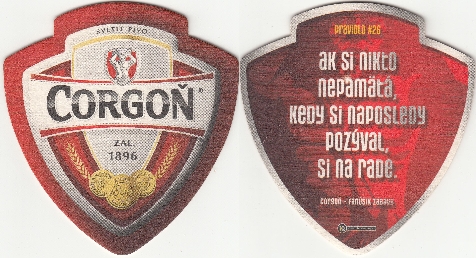 SVETLÉ PIVO
CORGOŇ®
ZAL.
1896
pravidlo #26
ak si nikto
nepamätá,
kedy si naposledy
pozýval,
si na rade.
corgoň - fanúšik zábavy